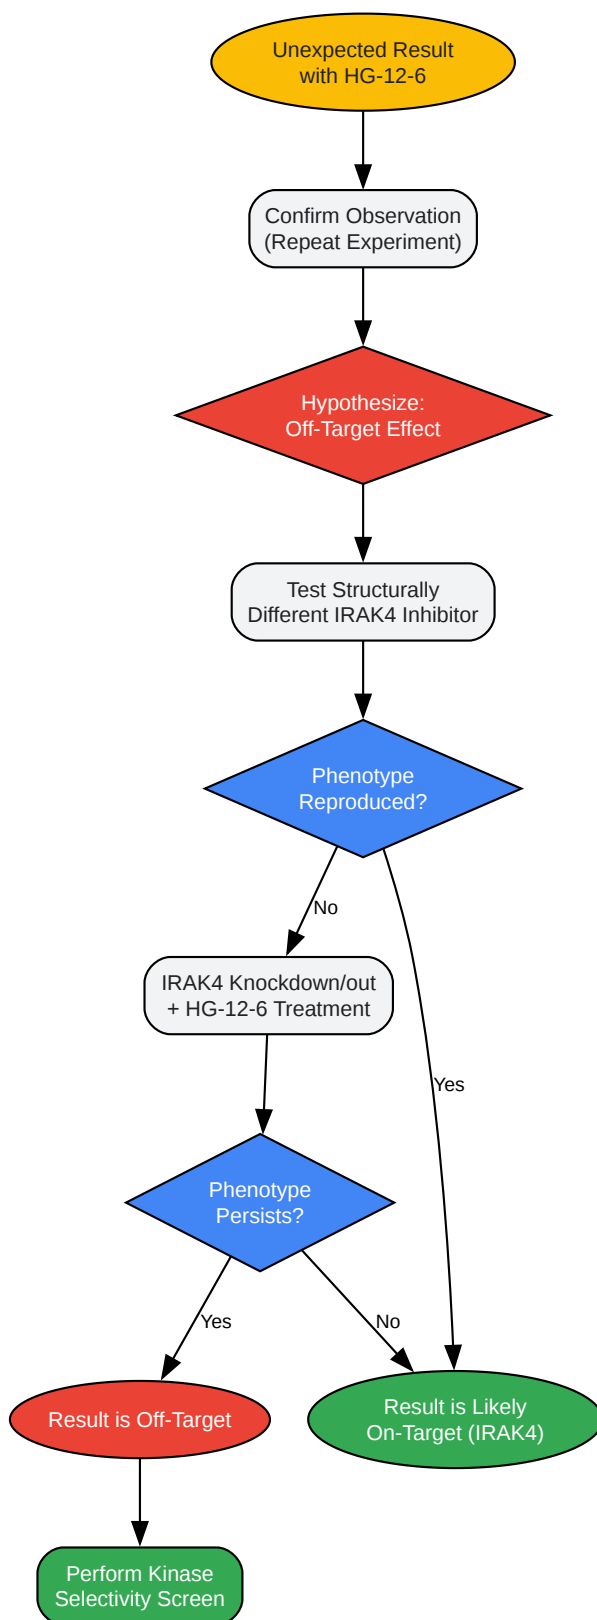 Unexpected Result
with HG-12-6
Confirm Observation
(Repeat Experiment)
Hypothesize:
Off-Target Effect
Test Structurally
Different IRAK4 Inhibitor
Phenotype
Reproduced?
No
IRAK4 Knockdown/out
+ HG-12-6 Treatment
Yes
Phenotype
Persists?
Yes
No
Result is Off-Target
Result is Likely
On-Target (IRAK4)
Perform Kinase
Selectivity Screen